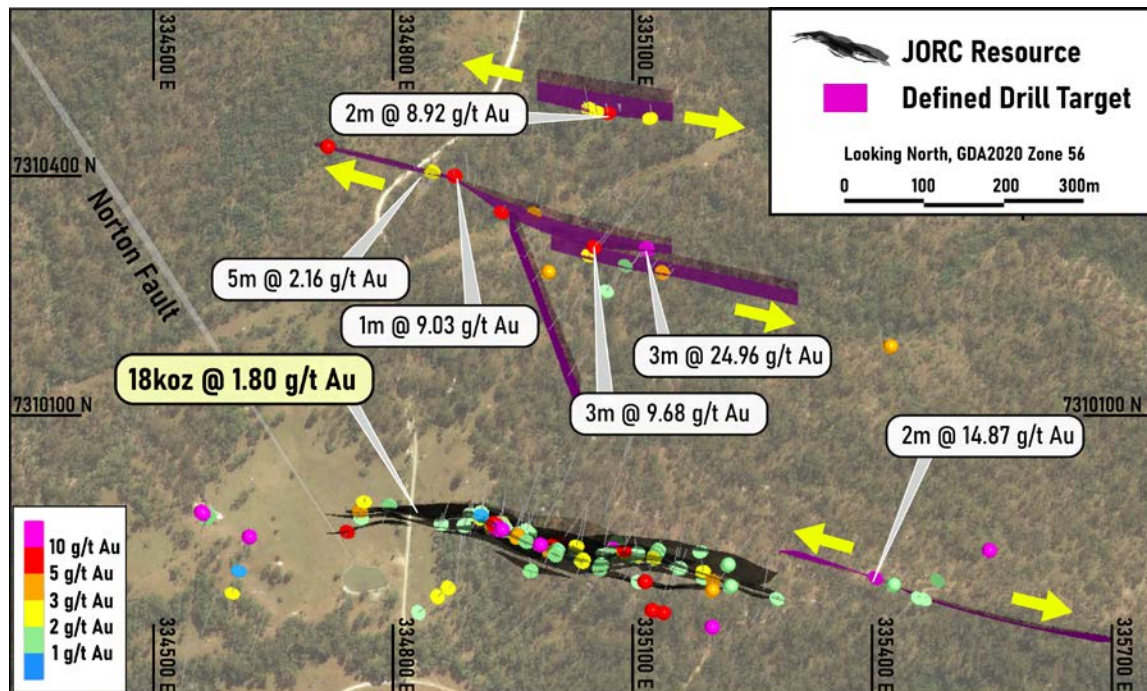 334500 E
334800 E
335100 E
JORC Resource
Defined Drill Target
Looking North, GDA2020 Zone 56
0 100 200 300m
2m @ 8.92 g/t Au
7310400 N
Norton Fault
5m @ 2.16 g/t Au
1m @ 9.03 g/t Au
3m @ 24.96 g/t Au
18koz @ 1.80 g/t Au
3m @ 9.68 g/t Au
7310100 N
7310100 N
2m @ 14.87 g/t Au
10 g/t Au
5 g/t Au
3 g/t Au
2 g/t Au
1 g/t Au
334500 E
334800 E
335100 E
335400 E
335700 E